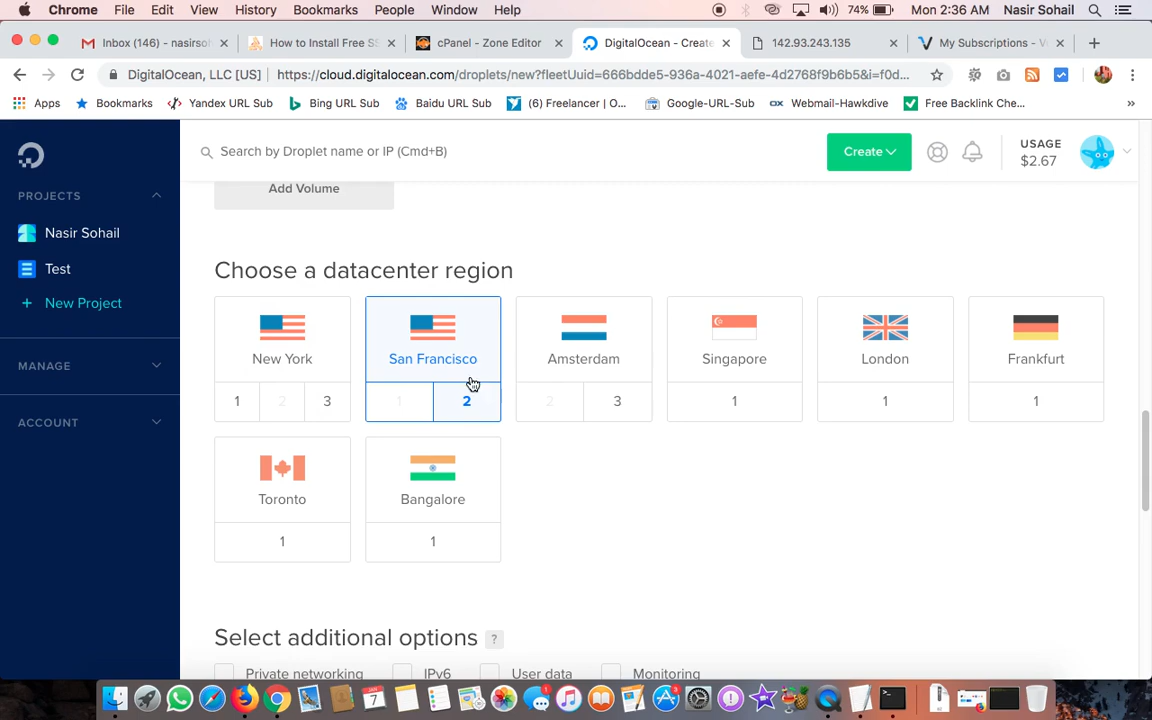 Chrome File Edit View History Bookmarks People Window Help 74% Mon 2:36 AM Nasir Sohail
Inbox (146) - nasirsoh
How to Install Free SS
cPanel - Zone Editor
DigitalOcean - Create
142.93.243.135
My Subscriptions - V
DigitalOcean, LLC [US] https://cloud.digitalocean.com/droplets/new?fleetUuid=666bdde5-936a-4021-aefe-4d2768f9b6b5&i=f0d...
Apps Bookmarks Yandex URL Sub Bing URL Sub Baidu URL Sub (6) Freelancer | O... Google-URL-Sub Webmail-Hawkdive Free Backlink Che... »
Search by Droplet name or IP (Cmd+B)
Create
USAGE
$2.67
PROJECTS
Nasir Sohail
Test
+ New Project
MANAGE
ACCOUNT
Add Volume
Choose a datacenter region
New York
1 2 3
San Francisco
1 2
Amsterdam
2 3
Singapore
1
London
1
Frankfurt
1
Toronto
1
Bangalore
1
Select additional options ?
Private networking IPv6 User data Monitoring